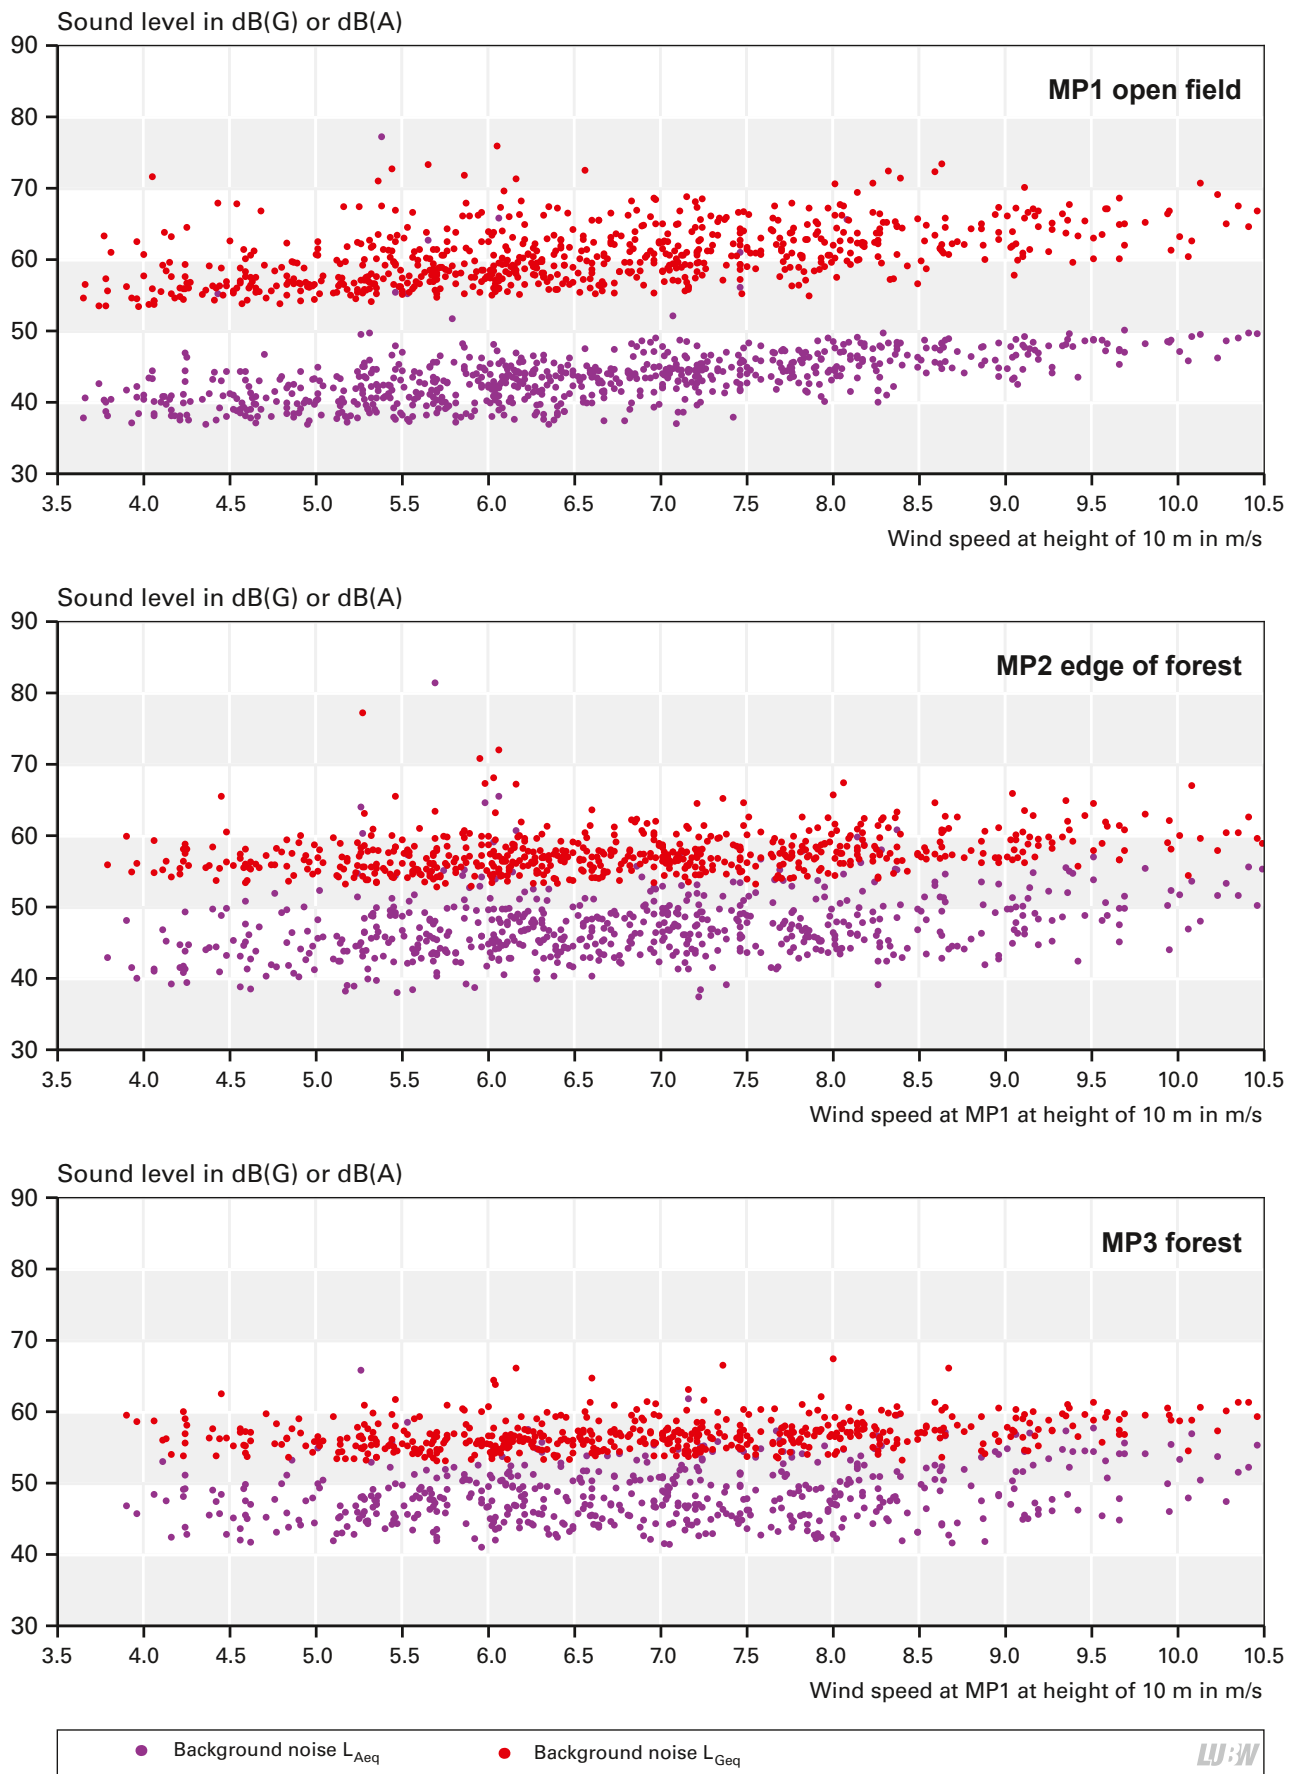 Sound level in dB(G) or dB(A)
90
MP1 open field
80
70
60
50
40
30
3.5 4.0 4.5 5.0 5.5 6.0 6.5 7.0 7.5 8.0 8.5 9.0 9.5 10.0 10.5
Wind speed at height of 10 m in m/s
Sound level in dB(G) or dB(A)
90
MP2 edge of forest
80
70
60
50
40
30
3.5 4.0 4.5 5.0 5.5 6.0 6.5 7.0 7.5 8.0 8.5 9.0 9.5 10.0 10.5
Wind speed at MP1 at height of 10 m in m/s
Sound level in dB(G) or dB(A)
90
MP3 forest
80
70
60
50
40
30
3.5 4.0 4.5 5.0 5.5 6.0 6.5 7.0 7.5 8.0 8.5 9.0 9.5 10.0 10.5
Wind speed at MP1 at height of 10 m in m/s
Background noise LAeq Background noise LGeq LUBW